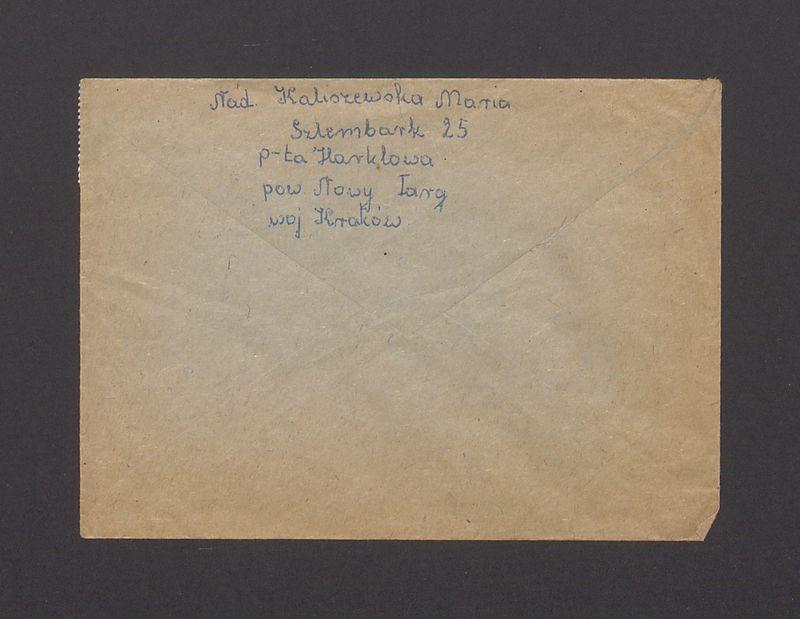 Nad. Kaliszewska Maria
Szlembark 25
p-ta Harklowa
pow. Nowy Targ
woj Kraków